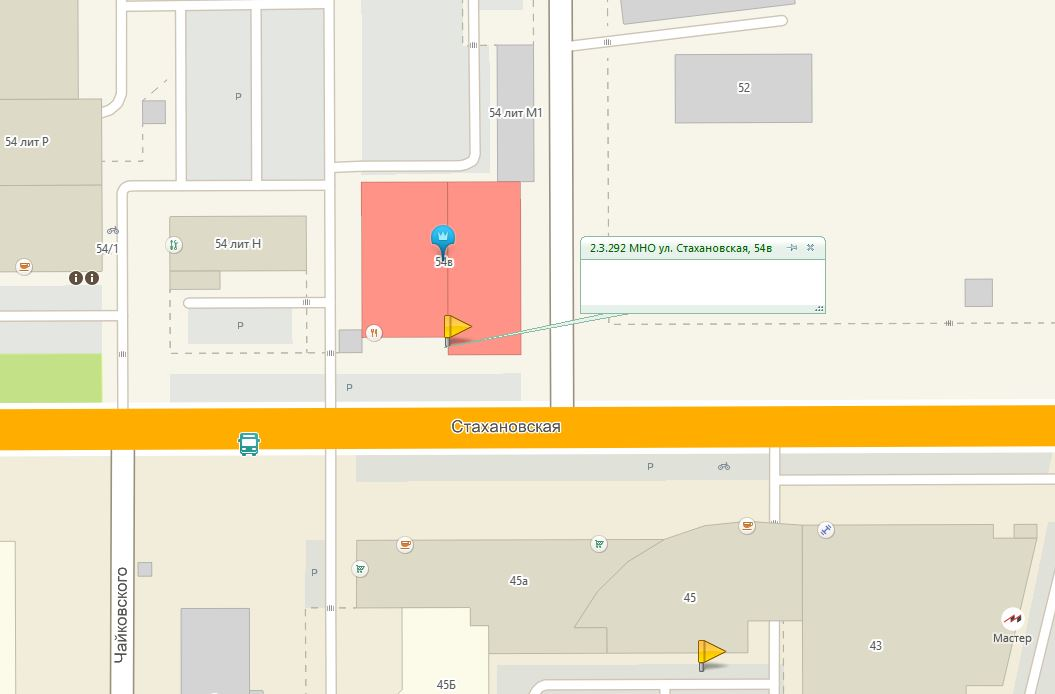 52
P
54 лит М1
54 лит Р
54 лит Н
54/1
2.3.292 МНО ул. Стахановская, 54в
54в
P
P
Стахановская
P
45а
P
45
Чайковского
Мастер
43
45Б